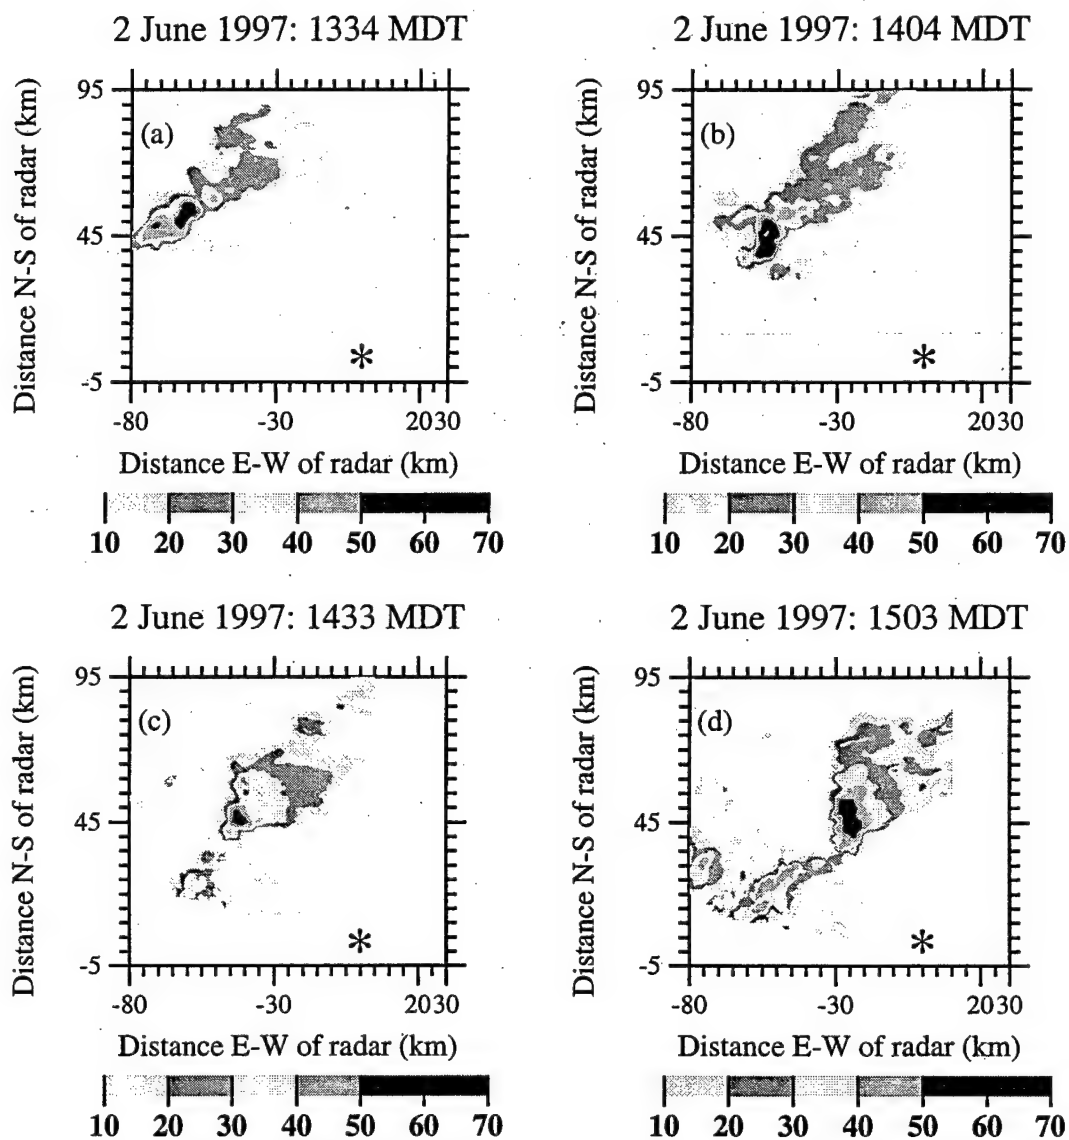 2 June 1997: 1334 MDT
Distance N-S of radar (km)
95
45
-5
(a)
*
-80 -30 2030
Distance E-W of radar (km)
10 20 30 40 50 70
2 June 1997: 1404 MDT
Distance N-S of radar (km)
95
45
-5
(b)
*
-80 -30 2030
Distance E-W of radar (km)
10 20 30 40 50 70
2 June 1997: 1433 MDT
Distance N-S of radar (km)
95
45
-5
(c)
*
-80 -30 2030
Distance E-W of radar (km)
10 20 30 40 50 70
2 June 1997: 1503 MDT
Distance N-S of radar (km)
95
45
-5
(d)
*
-80 -30 2030
Distance E-W of radar (km)
10 20 30 40 50 70